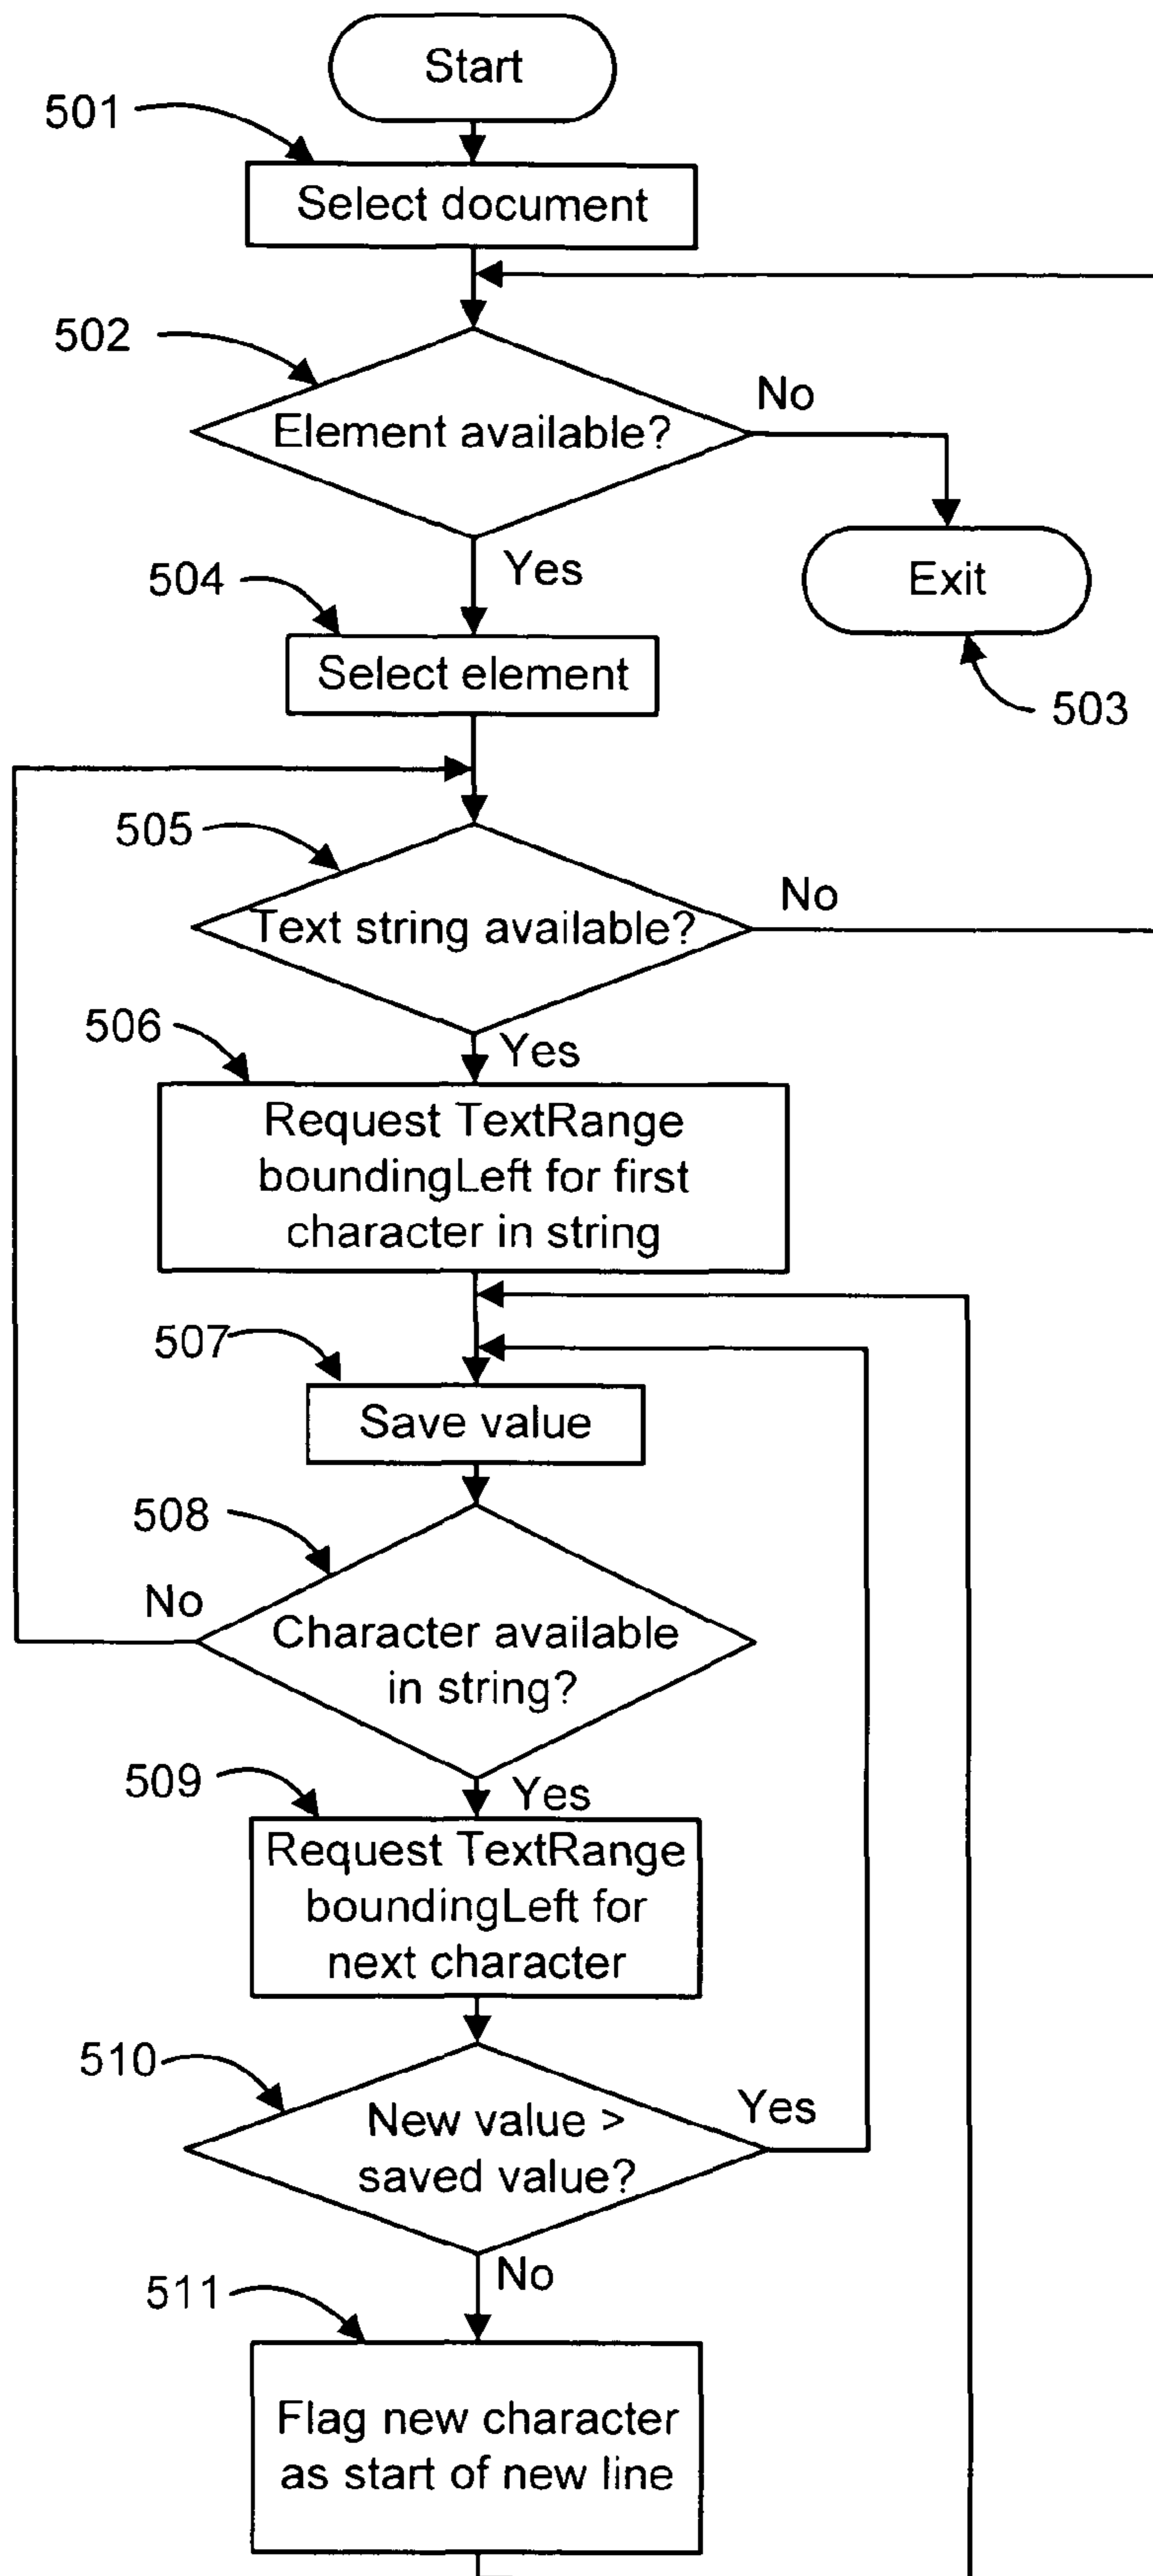 Start
501
Select document
502
No
Element available?
Yes
504
Exit
Select element
503
505
No
Text string available?
506
Yes
Request TextRange
boundingLeft for first
character in string
507
Save value
508
No
Character available
in string?
509
Yes
Request TextRange
boundingLeft for
next character
510
Yes
New value >
saved value?
No
511
Flag new character
as start of new line